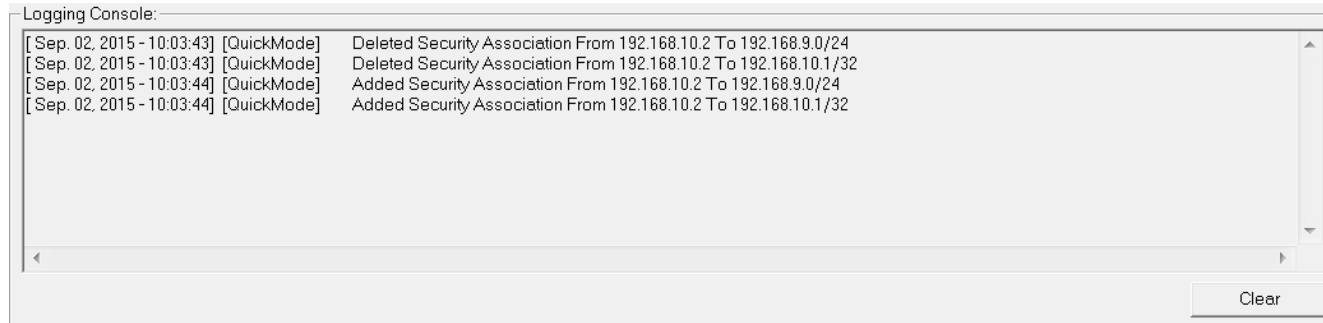 Logging Console:
[ Sep. 02, 2015 - 10:03:43] [QuickMode] Deleted Security Association From 192.168.10.2 To 192.168.9.0/24
[ Sep. 02, 2015 - 10:03:43] [QuickMode] Deleted Security Association From 192.168.10.2 To 192.168.10.1/32
[ Sep. 02, 2015 - 10:03:44] [QuickMode] Added Security Association From 192.168.10.2 To 192.168.9.0/24
[ Sep. 02, 2015 - 10:03:44] [QuickMode] Added Security Association From 192.168.10.2 To 192.168.10.1/32
Clear